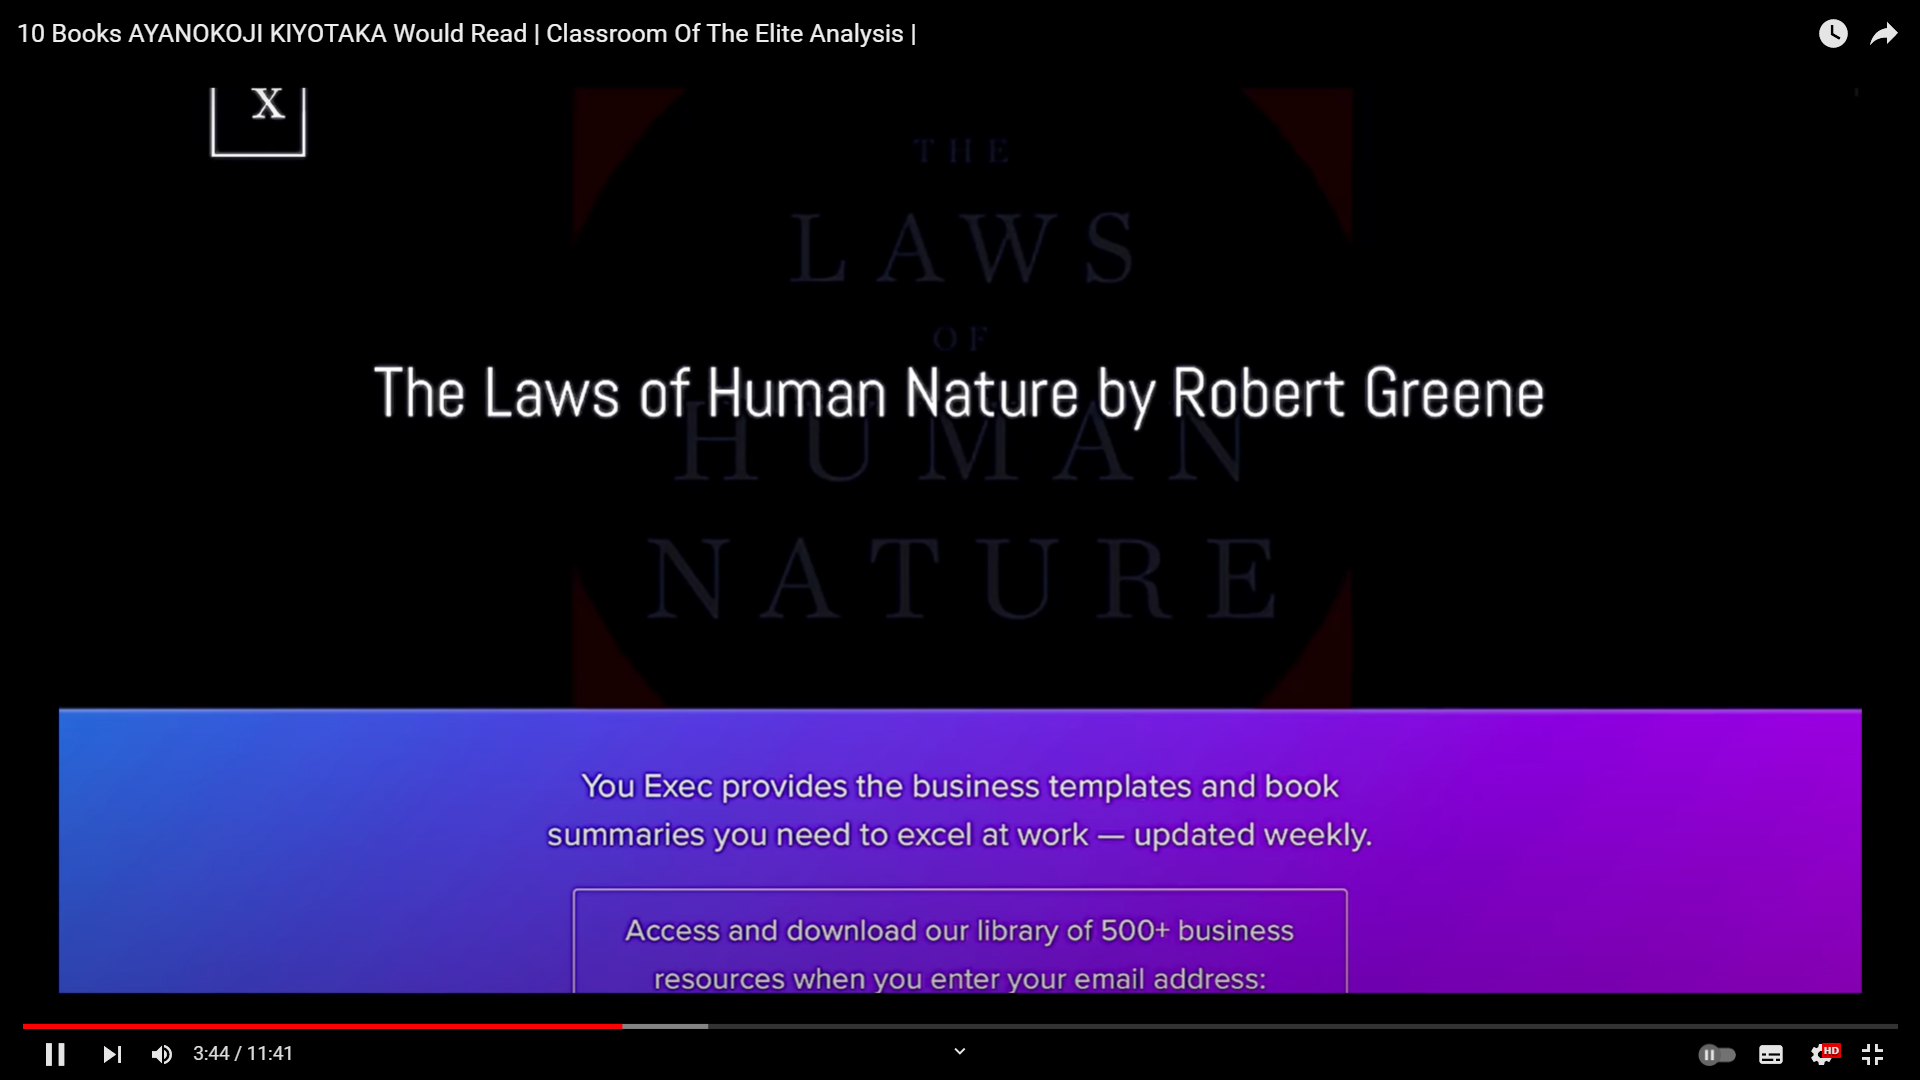 10 Books AYANOKOJI KIYOTAKA Would Read | Classroom Of The Elite Analysis |
X
THE
LAWS
OF
The Laws of Human Nature by Robert Greene
HUMAN
NATURE
You Exec provides the business templates and book
summaries you need to excel at work — updated weekly.
Access and download our library of 500+ business
resources when you enter your email address:
3:44 / 11:41
HD